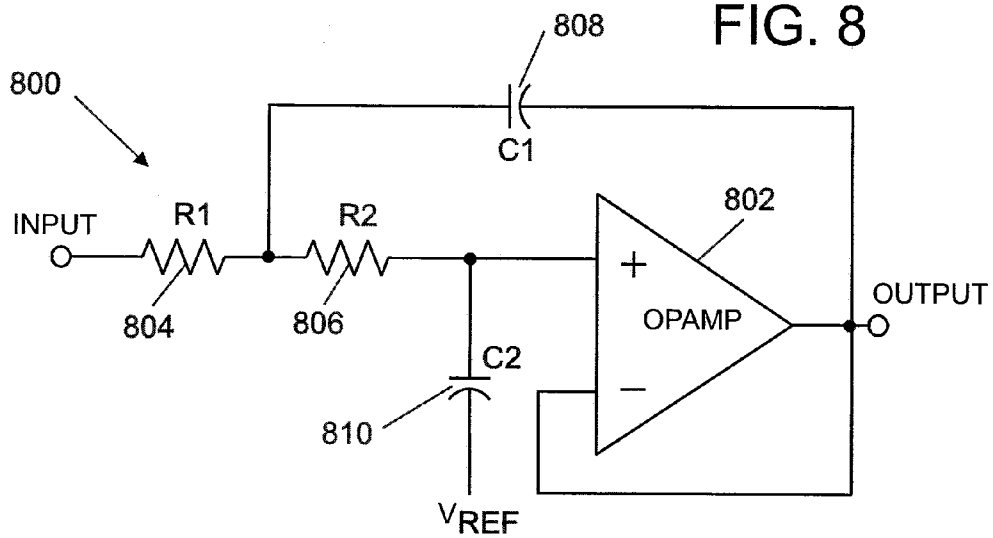 FIG. 8
808
800
C1
802
INPUT
R1
R2
804
806
+
OPAMP
−
OUTPUT
C2
810
VREF